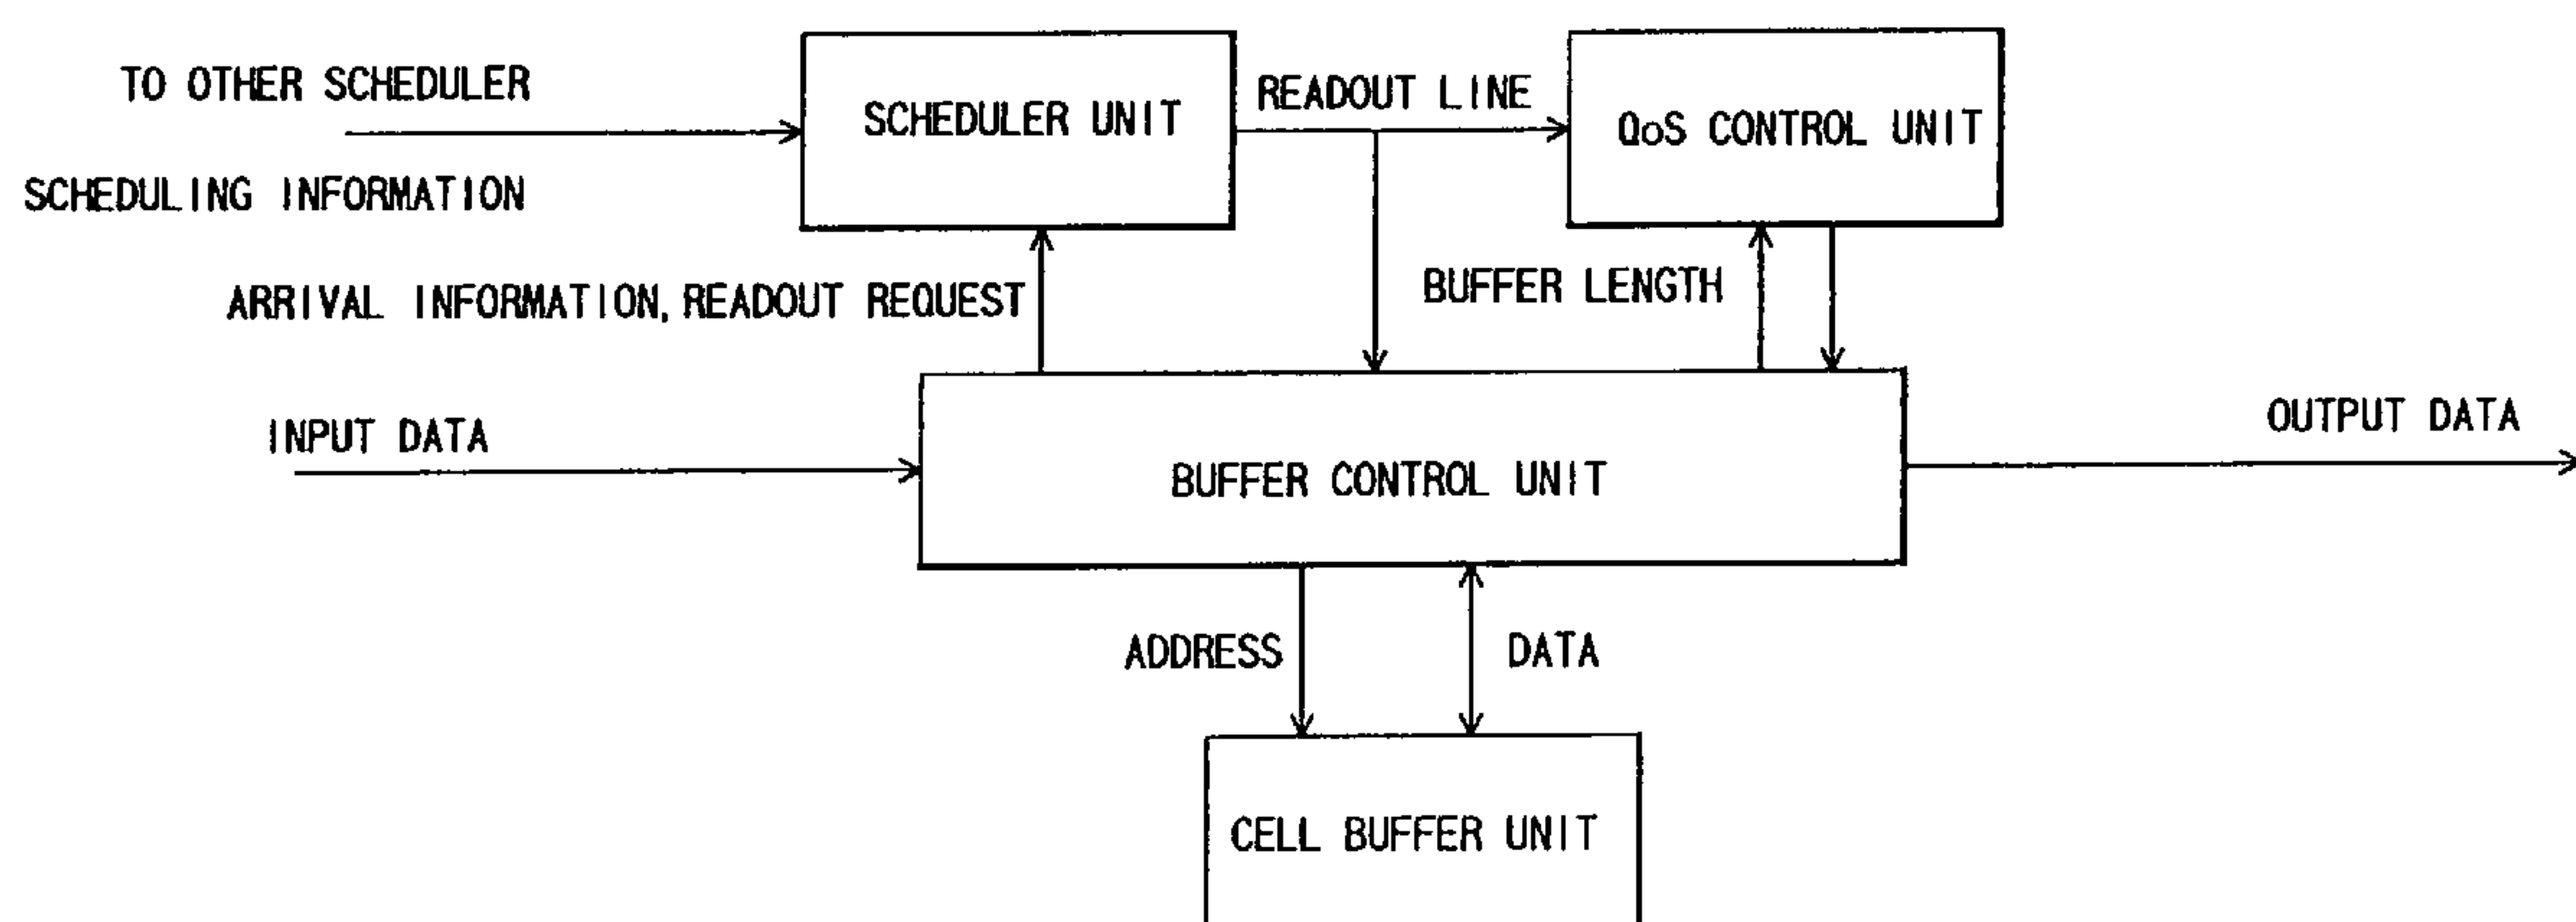 TO OTHER SCHEDULER
SCHEDULING INFORMATION
SCHEDULER UNIT
READOUT LINE
QoS CONTROL UNIT
ARRIVAL INFORMATION, READOUT REQUEST
BUFFER LENGTH
INPUT DATA
BUFFER CONTROL UNIT
OUTPUT DATA
ADDRESS
DATA
CELL BUFFER UNIT